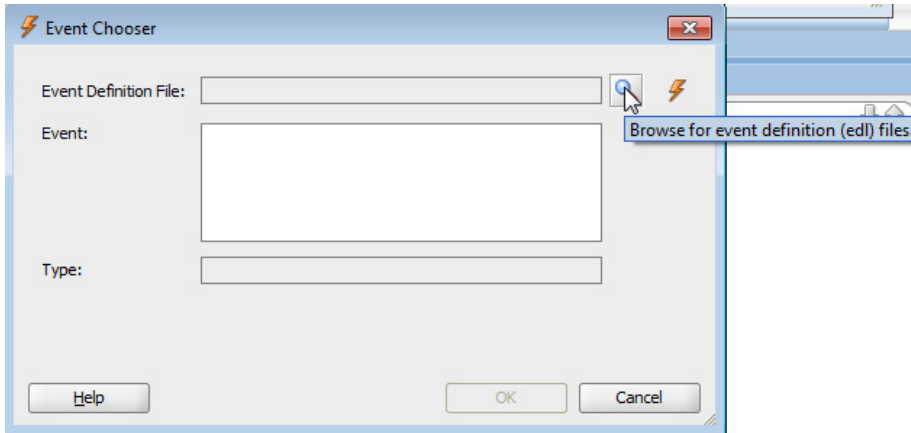 Event Chooser
Event Definition File:
Browse for event definition (edl) files.
Event:
Type:
Help
OK
Cancel